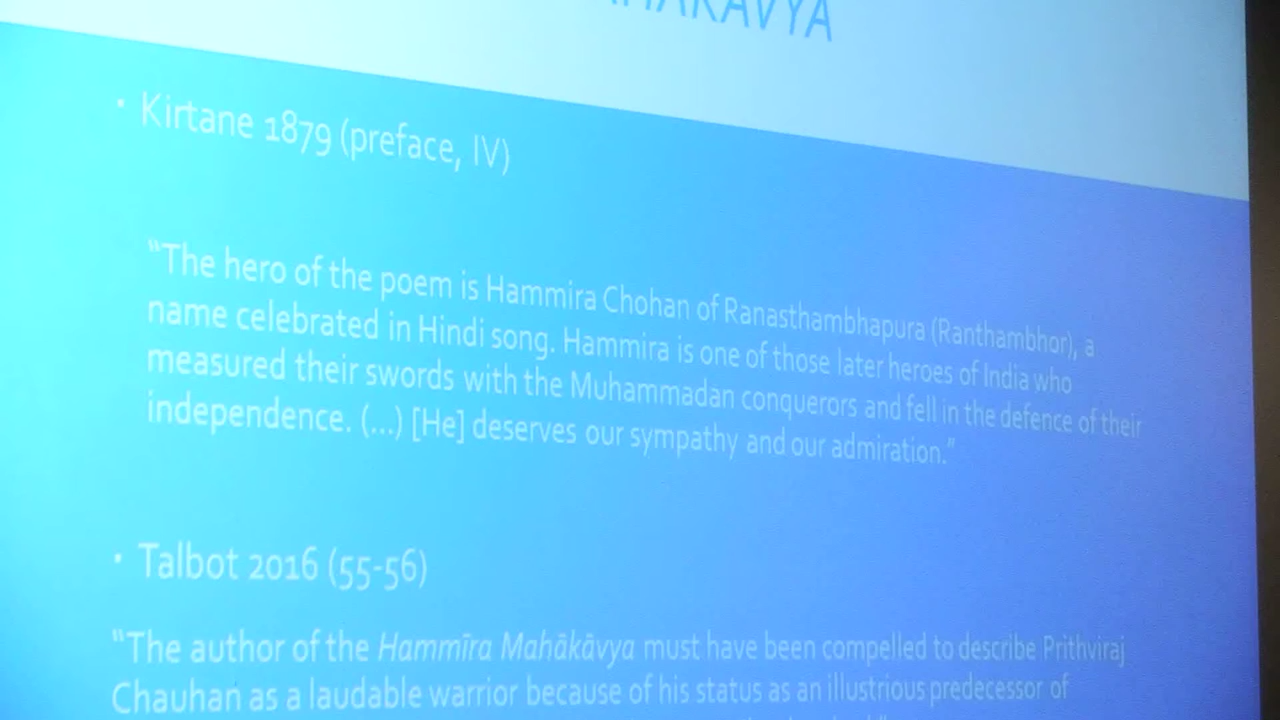 • Kirtane 1879 (preface, IV)
“The hero of the poem is Hammira Chohan of Ranasthambhapura (Ranthambhor), a
name celebrated in Hindi song. Hammira is one of those later heroes of India who
measured their swords with the Muhammadan conquerors and fell in the defence of their
independence. (...) [He] deserves our sympathy and our admiration.”
• Talbot 2016 (55-56)
“The author of the Hammīra Mahākāvya must have been compelled to describe Prithviraj
Chauhan as a laudable warrior because of his status as an illustrious predecessor of